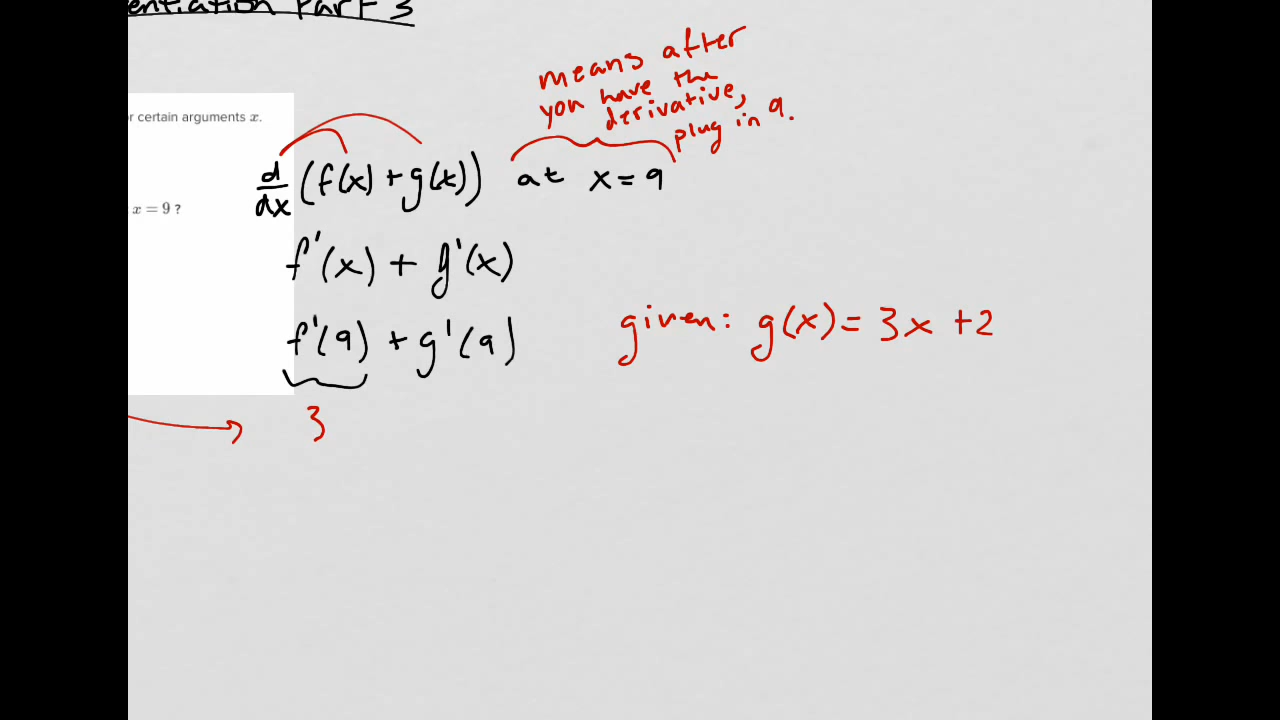 entiation Part 3
means after
you have the
derivative,
plug in 9.
r certain arguments x.
d/dx (f(x) + g(x)) at x = 9
x = 9 ?
f'(x) + g'(x)
f'(9) + g'(9)
given: g(x) = 3x + 2
3